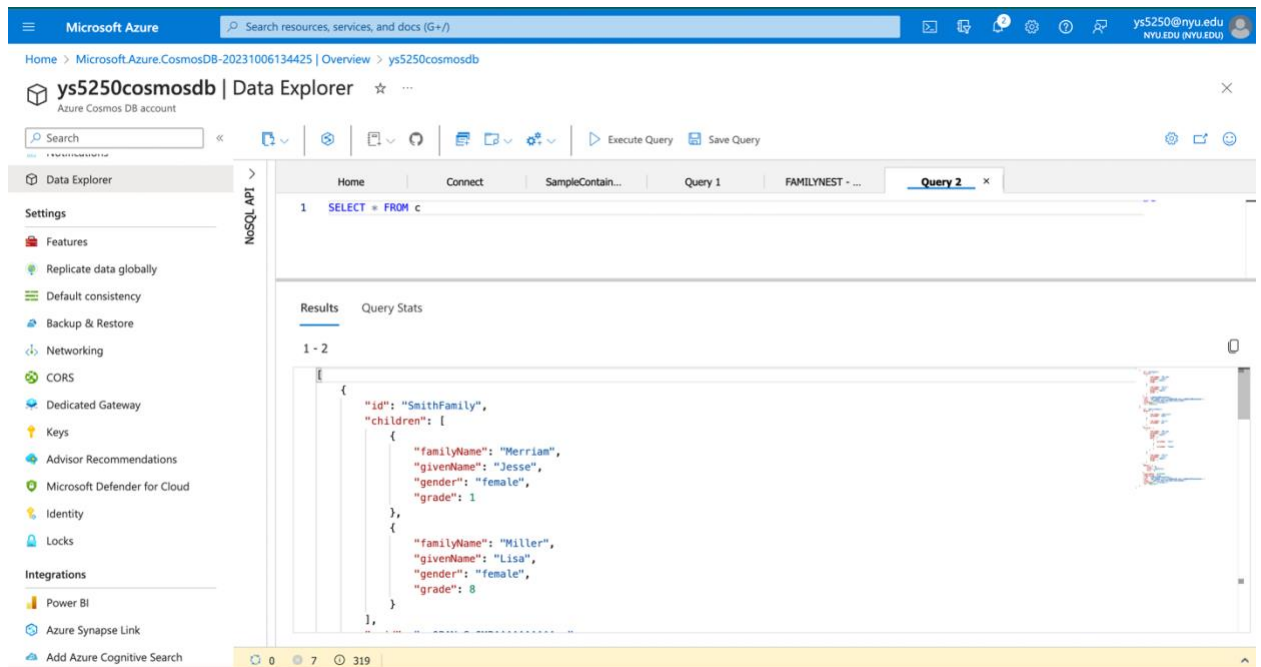 Microsoft Azure
Search resources, services, and docs (G+/)
2
ys5250@nyu.edu
NYU.EDU (NYU.EDU)
Home > Microsoft.Azure.CosmosDB-20231006134425 | Overview > ys5250cosmosdb
ys5250cosmosdb | Data Explorer
Azure Cosmos DB account
Search
Notifications
Data Explorer
Settings
Features
Replicate data globally
Default consistency
Backup & Restore
Networking
CORS
Dedicated Gateway
Keys
Advisor Recommendations
Microsoft Defender for Cloud
Identity
Locks
Integrations
Power BI
Azure Synapse Link
Add Azure Cognitive Search
Execute Query
Save Query
NoSQL API
Home
Connect
SampleContain...
Query 1
FAMILYNEST - ...
Query 2
1 SELECT * FROM c
Results
Query Stats
1 - 2
[
{
"id": "SmithFamily",
"children": [
{
"familyName": "Merriam",
"givenName": "Jesse",
"gender": "female",
"grade": 1
},
{
"familyName": "Miller",
"givenName": "Lisa",
"gender": "female",
"grade": 8
}
],
0 7 319